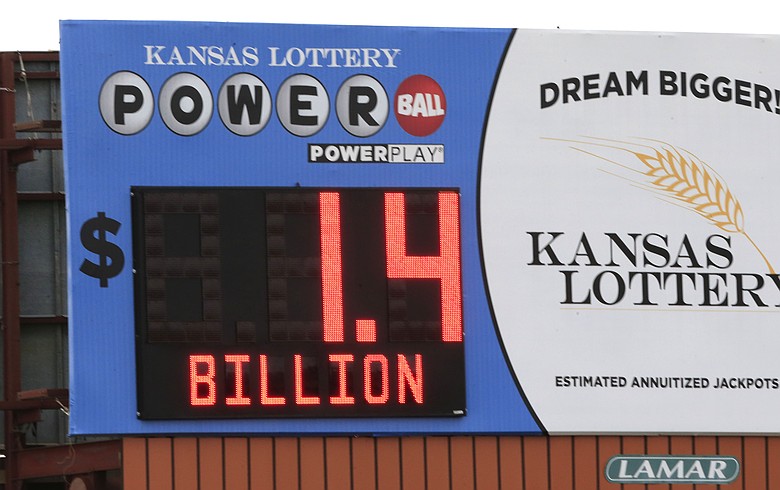 KANSAS LOTTERY
POWERBALL
POWERPLAY®
$1.4
BILLION
DREAM BIGGER!
KANSAS
LOTTERY
ESTIMATED ANNUITIZED JACKPOTS
LAMAR